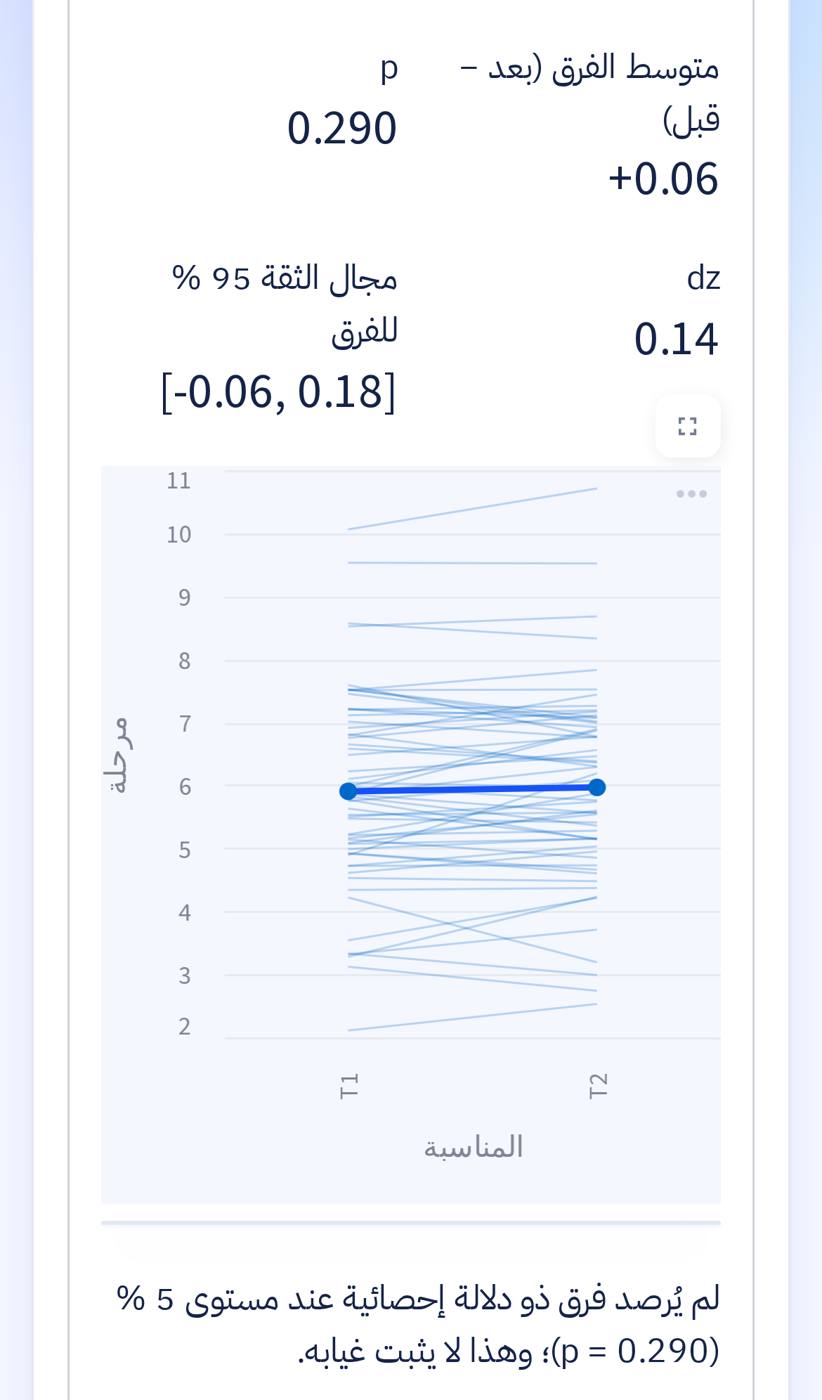 متوسط الفرق (بعد –
قبل)
+0.06
p
0.290
dz
0.14
مجال الثقة 95 %
للفرق
[-0.06, 0.18]
11
10
9
8
7
6
5
4
3
2
مرحلة
T1
T2
المناسبة
لم يُرصد فرق ذو دلالة إحصائية عند مستوى 5 %
(p = 0.290)؛ وهذا لا يثبت غيابه.